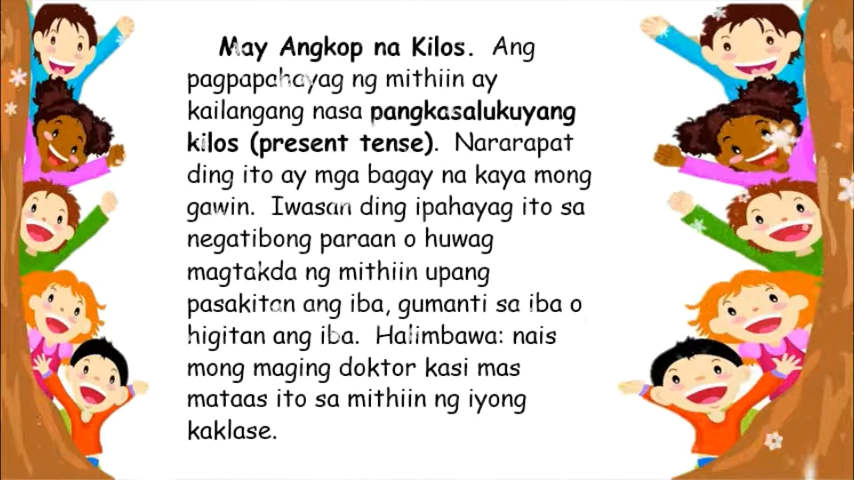 May Angkop na Kilos. Ang
pagpapahayag ng mithiin ay
kailangang nasa pangkasalukuyang
kilos (present tense). Nararapat
ding ito ay mga bagay na kaya mong
gawin. Iwasan ding ipahayag ito sa
negatibong paraan o huwag
magtakda ng mithiin upang
pasakitan ang iba, gumanti sa iba o
higitan ang iba. Halimbawa: nais
mong maging doktor kasi mas
mataas ito sa mithiin ng iyong
kaklase.